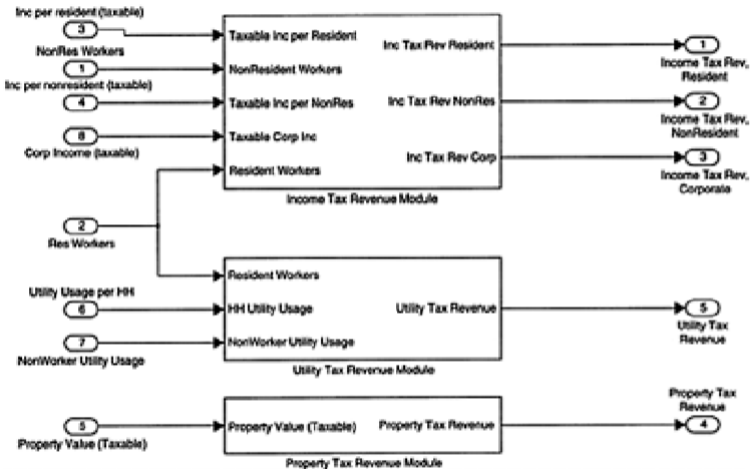 Inc per resident (taxable)
3
NonRes Workers
1
Inc per nonresident (taxable)
4
8
Corp Income (taxable)
2
Res Workers
Utility Usage per HH
6
7
NonWorker Utility Usage
5
Property Value (Taxable)
Taxable Inc per Resident
NonResident Workers
Taxable Inc per NonRes
Taxable Corp Inc
Resident Workers
Inc Tax Rev Resident
Inc Tax Rev NonRes
Inc Tax Rev Corp
Income Tax Revenue Module
Resident Workers
HH Utility Usage
NonWorker Utility Usage
Utility Tax Revenue
Utility Tax Revenue Module
Property Value (Taxable)
Property Tax Revenue
Property Tax Revenue Module
1
Income Tax Rev,
Resident
2
Income Tax Rev,
NonResident
3
Income Tax Rev,
Corporate
5
Utility Tax
Revenue
Property Tax
Revenue
4